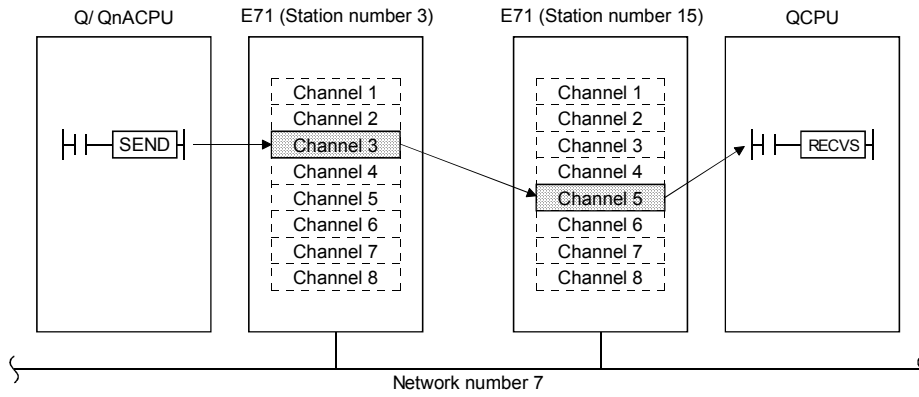 Q/ QnACPU
E71 (Station number 3)
E71 (Station number 15)
QCPU
SEND
Channel 1
Channel 2
Channel 3
Channel 4
Channel 5
Channel 6
Channel 7
Channel 8
Channel 1
Channel 2
Channel 3
Channel 4
Channel 5
Channel 6
Channel 7
Channel 8
RECVS
Network number 7